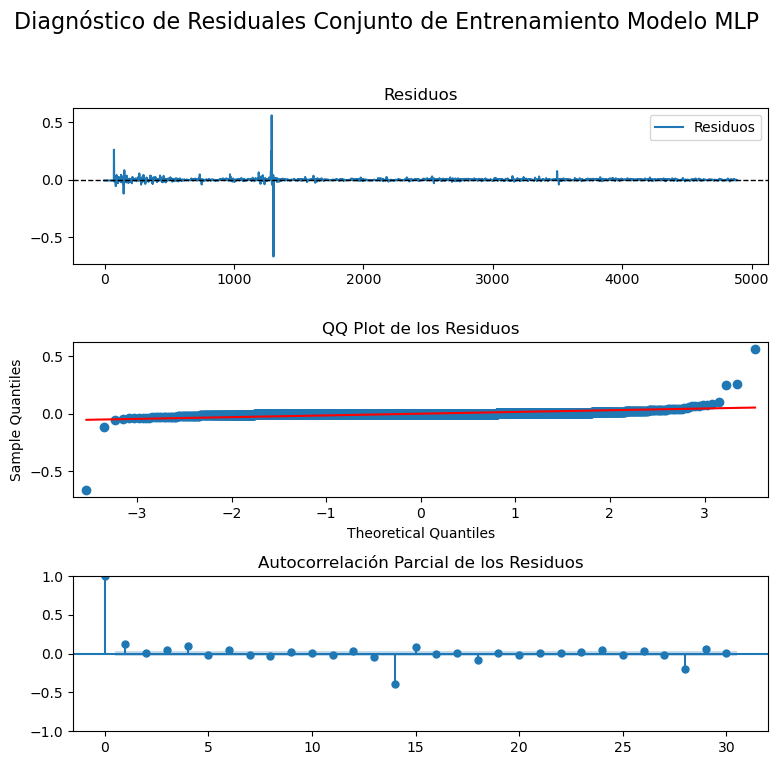 Diagnóstico de Residuales Conjunto de Entrenamiento Modelo MLP
Residuos
0.5
0.0
−0.5
Residuos
0 1000 2000 3000 4000 5000
QQ Plot de los Residuos
Sample Quantiles
0.5
0.0
−0.5
−3 −2 −1 0 1 2 3
Theoretical Quantiles
Autocorrelación Parcial de los Residuos
1.0
0.5
0.0
−0.5
−1.0
0 5 10 15 20 25 30